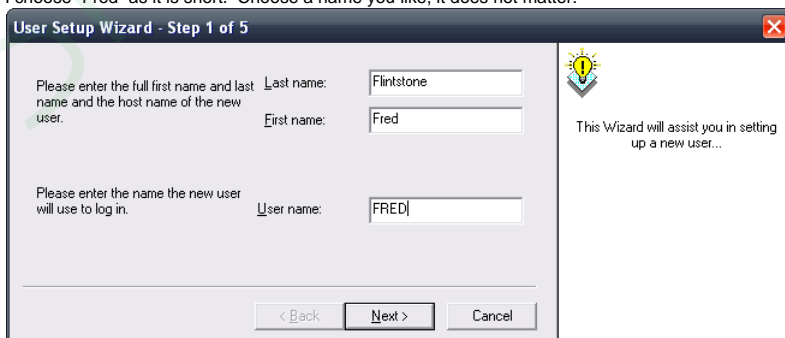 I choose "Fred" as it is short. Choose a name you like, it does not matter.
User Setup Wizard - Step 1 of 5
Please enter the full first name and last
name and the host name of the new
user.
Last name:
Flintstone
First name:
Fred
Please enter the name the new user
will use to log in.
User name:
FRED
This Wizard will assist you in setting
up a new user...
< Back
Next >
Cancel